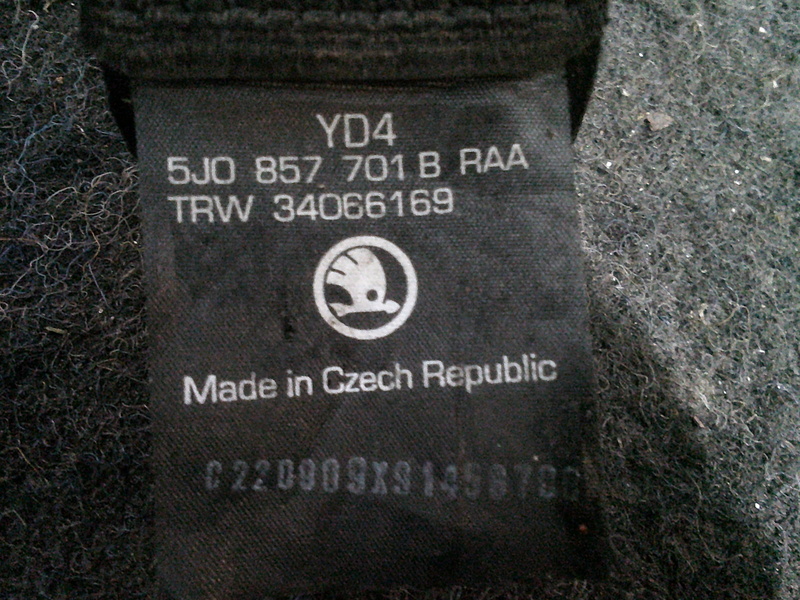 YD4
5J0 857 701 B RAA
TRW 34066169
Made in Czech Republic